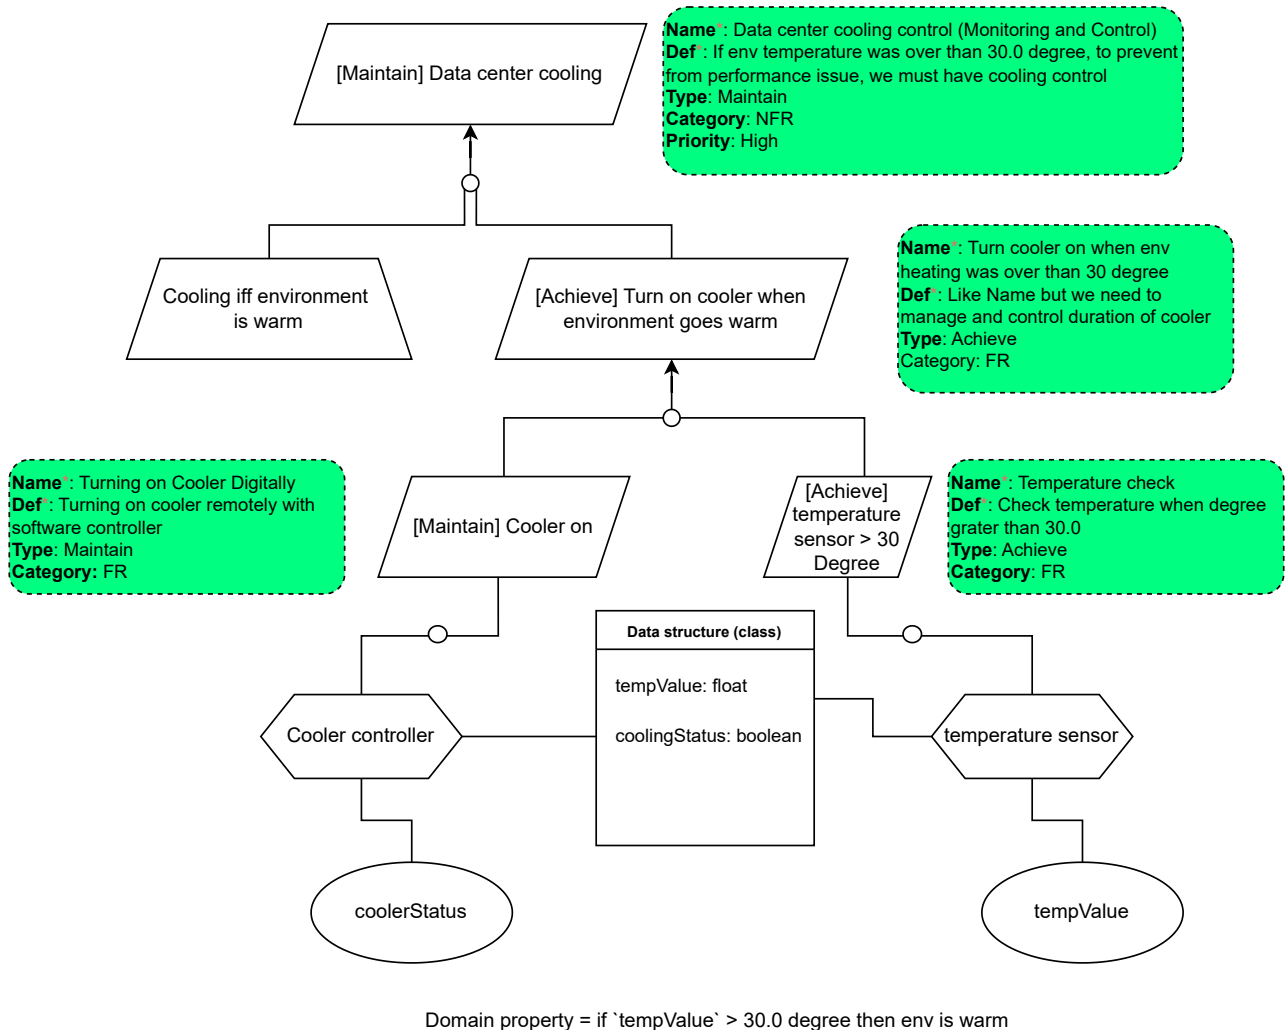 [Maintain] Data center cooling
Name*: Data center cooling control (Monitoring and Control)
Def*: If env temperature was over than 30.0 degree, to prevent
from performance issue, we must have cooling control
Type: Maintain
Category: NFR
Priority: High
Cooling iff environment
is warm
[Achieve] Turn on cooler when
environment goes warm
Name*: Turn cooler on when env
heating was over than 30 degree
Def*: Like Name but we need to
manage and control duration of cooler
Type: Achieve
Category: FR
Name*: Turning on Cooler Digitally
Def*: Turning on cooler remotely with
software controller
Type: Maintain
Category: FR
[Maintain] Cooler on
[Achieve]
temperature
sensor > 30
Degree
Name*: Temperature check
Def*: Check temperature when degree
grater than 30.0
Type: Achieve
Category: FR
Data structure (class)
tempValue: float
coolingStatus: boolean
Cooler controller
temperature sensor
coolerStatus
tempValue
Domain property = if `tempValue` > 30.0 degree then env is warm